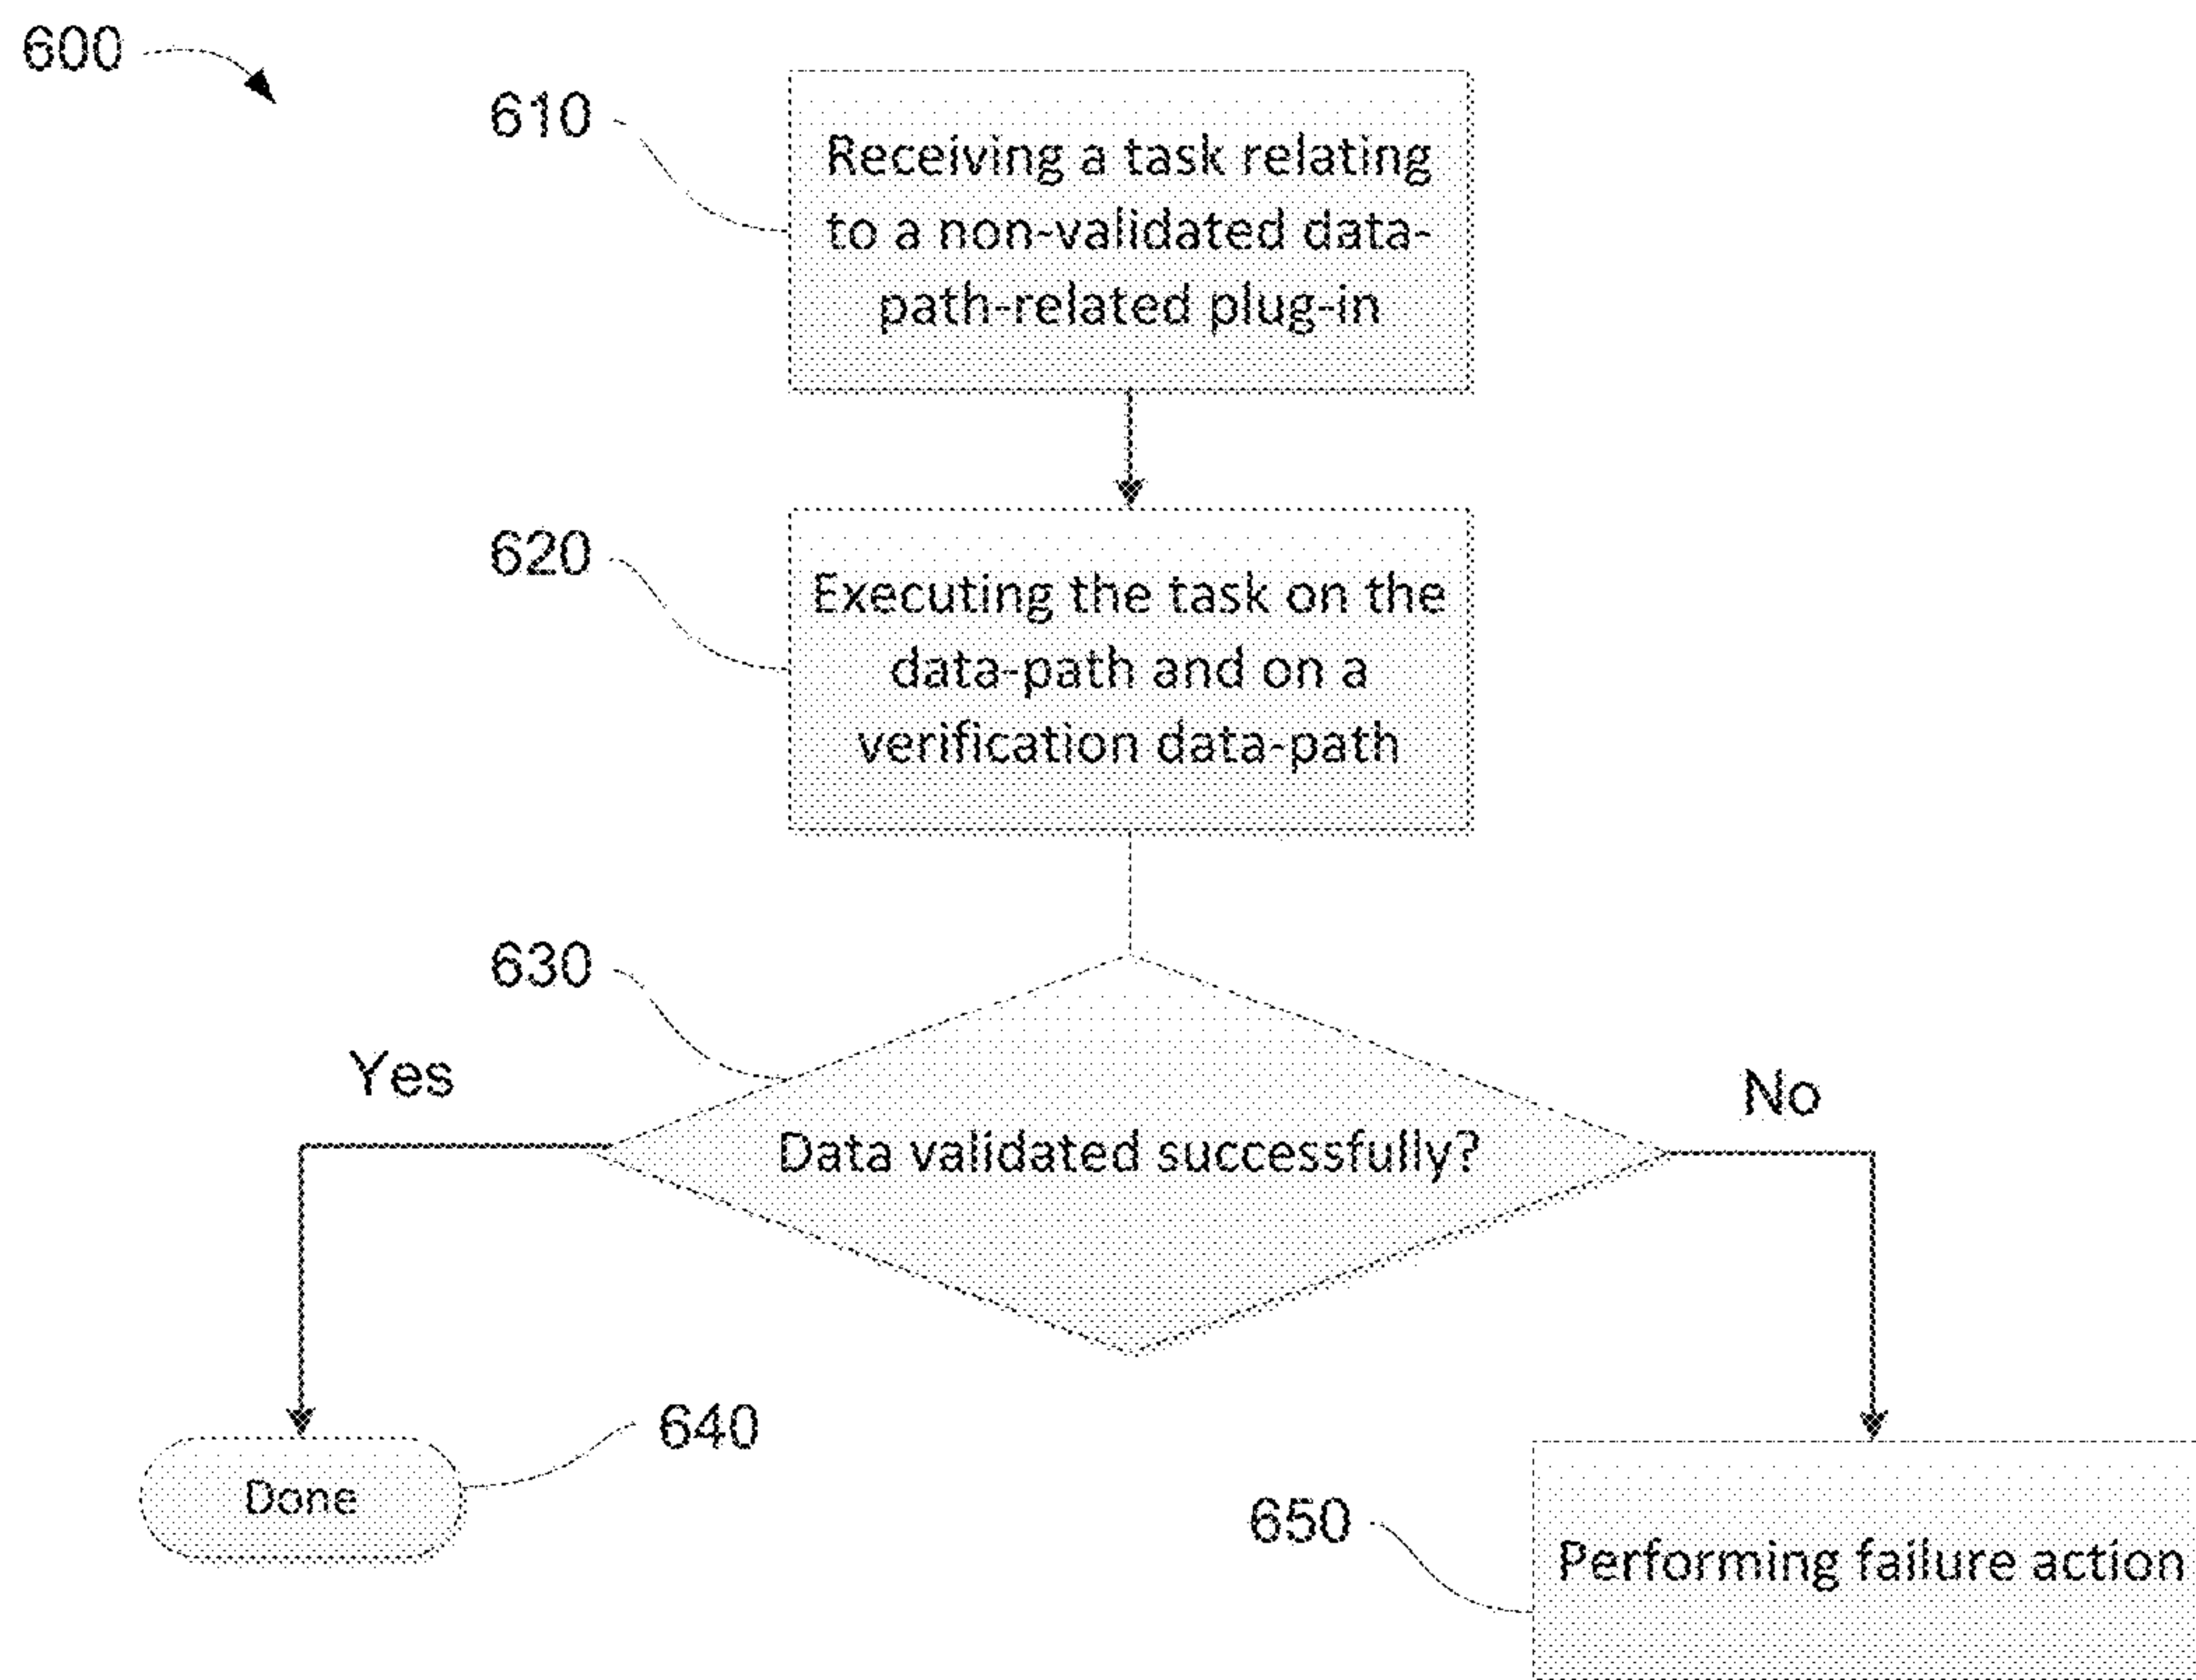 600
610
Receiving a task relating
to a non-validated data-
path-related plug-in
620
Executing the task on the
data-path and on a
verification data-path
630
Yes
No
Data validated successfully?
640
Done
650
Performing failure action